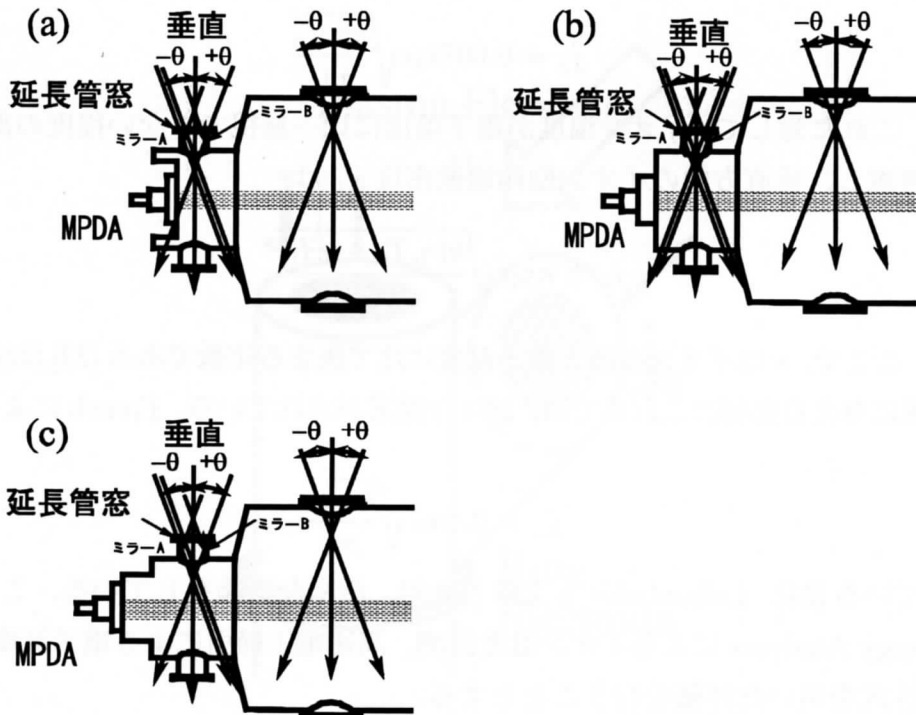 (a)
垂直
−θ +θ
−θ +θ
延長管窓
ミラーA
ミラーB
MPDA
(b)
垂直
−θ +θ
−θ +θ
延長管窓
ミラーA
ミラーB
MPDA
(c)
垂直
−θ +θ
−θ +θ
延長管窓
ミラーA
ミラーB
MPDA